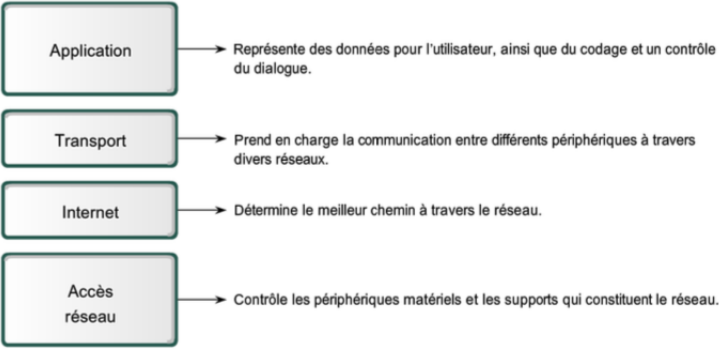 Application
Représente des données pour l'utilisateur, ainsi que du codage et un contrôle
du dialogue.
Transport
Prend en charge la communication entre différents périphériques à travers
divers réseaux.
Internet
Détermine le meilleur chemin à travers le réseau.
Accès
réseau
Contrôle les périphériques matériels et les supports qui constituent le réseau.